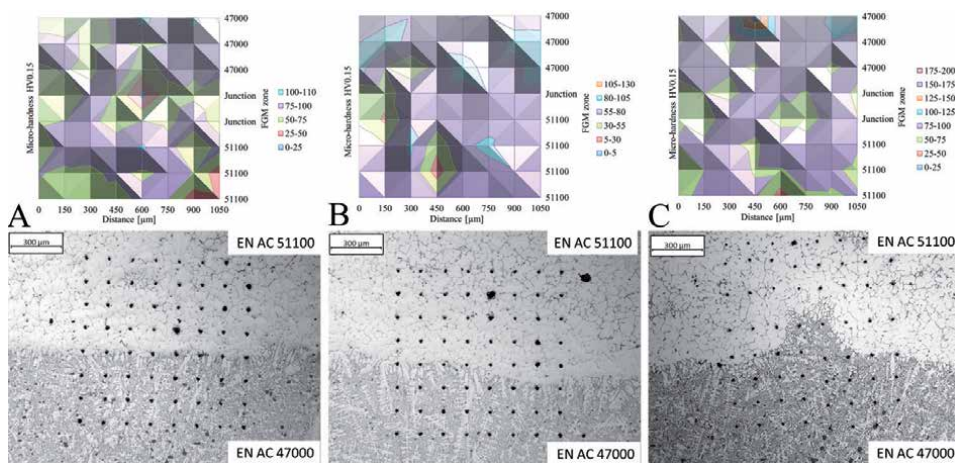 Micro-hardness HV0.15
47000
47000
47000
Junction
Junction
51100
51100
51100
FGM zone
100-110
75-100
50-75
25-50
0-25
0 150 300 450 600 750 900 1050
Distance [µm]
A
Micro-hardness HV0.15
47000
47000
47000
Junction
Junction
51100
51100
51100
FGM zone
105-130
80-105
55-80
30-55
5-30
0-5
0 150 300 450 600 750 900 1050
Distance [µm]
B
Micro-hardness HV0.15
47000
47000
47000
Junction
Junction
51100
51100
51100
FGM zone
175-200
150-175
125-150
100-125
75-100
50-75
25-50
0-25
0 150 300 450 600 750 900 1050
Distance [µm]
C
300 µm
EN AC 51100
EN AC 47000
300 µm
EN AC 51100
EN AC 47000
300 µm
EN AC 51100
EN AC 47000